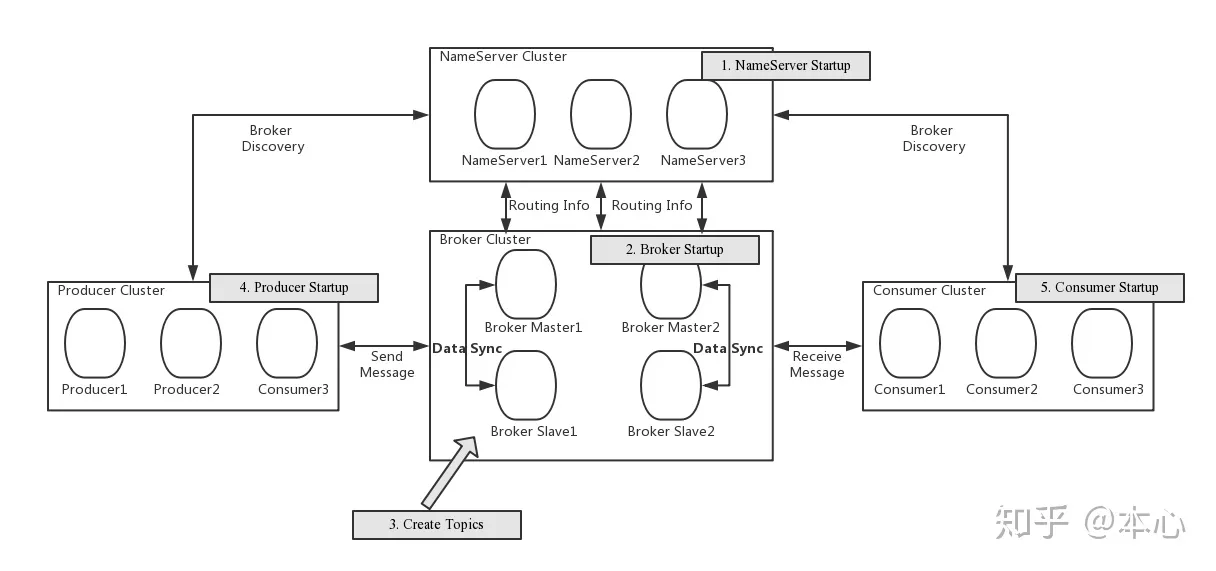 NameServer Cluster
1. NameServer Startup
NameServer1
NameServer2
NameServer3
Broker
Discovery
Broker
Discovery
Routing Info
Routing Info
Broker Cluster
2. Broker Startup
Broker Master1
Broker Master2
Data Sync
Data Sync
Broker Slave1
Broker Slave2
Producer Cluster
4. Producer Startup
Producer1
Producer2
Consumer3
Send
Message
Receive
Message
Consumer Cluster
5. Consumer Startup
Consumer1
Consumer2
Consumer3
3. Create Topics
知乎 @本心